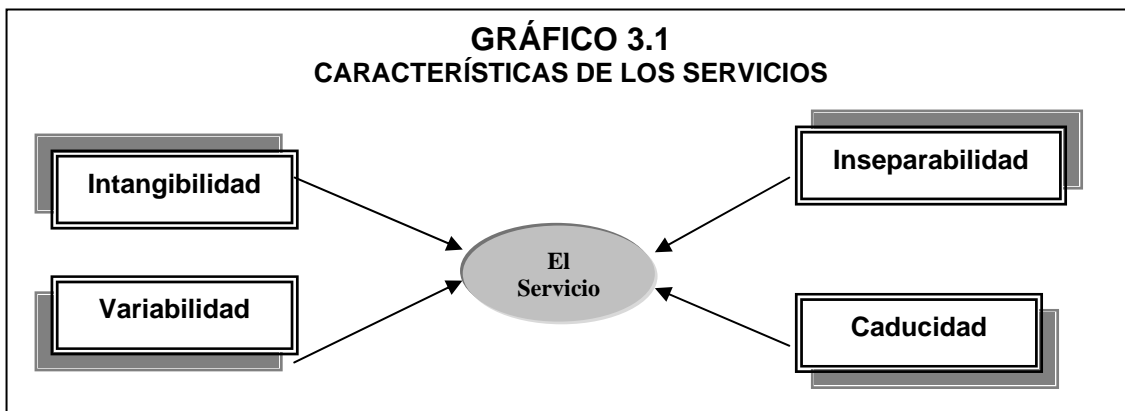 GRÁFICO 3.1
CARACTERÍSTICAS DE LOS SERVICIOS
Intangibilidad
Inseparabilidad
El
Servicio
Variabilidad
Caducidad